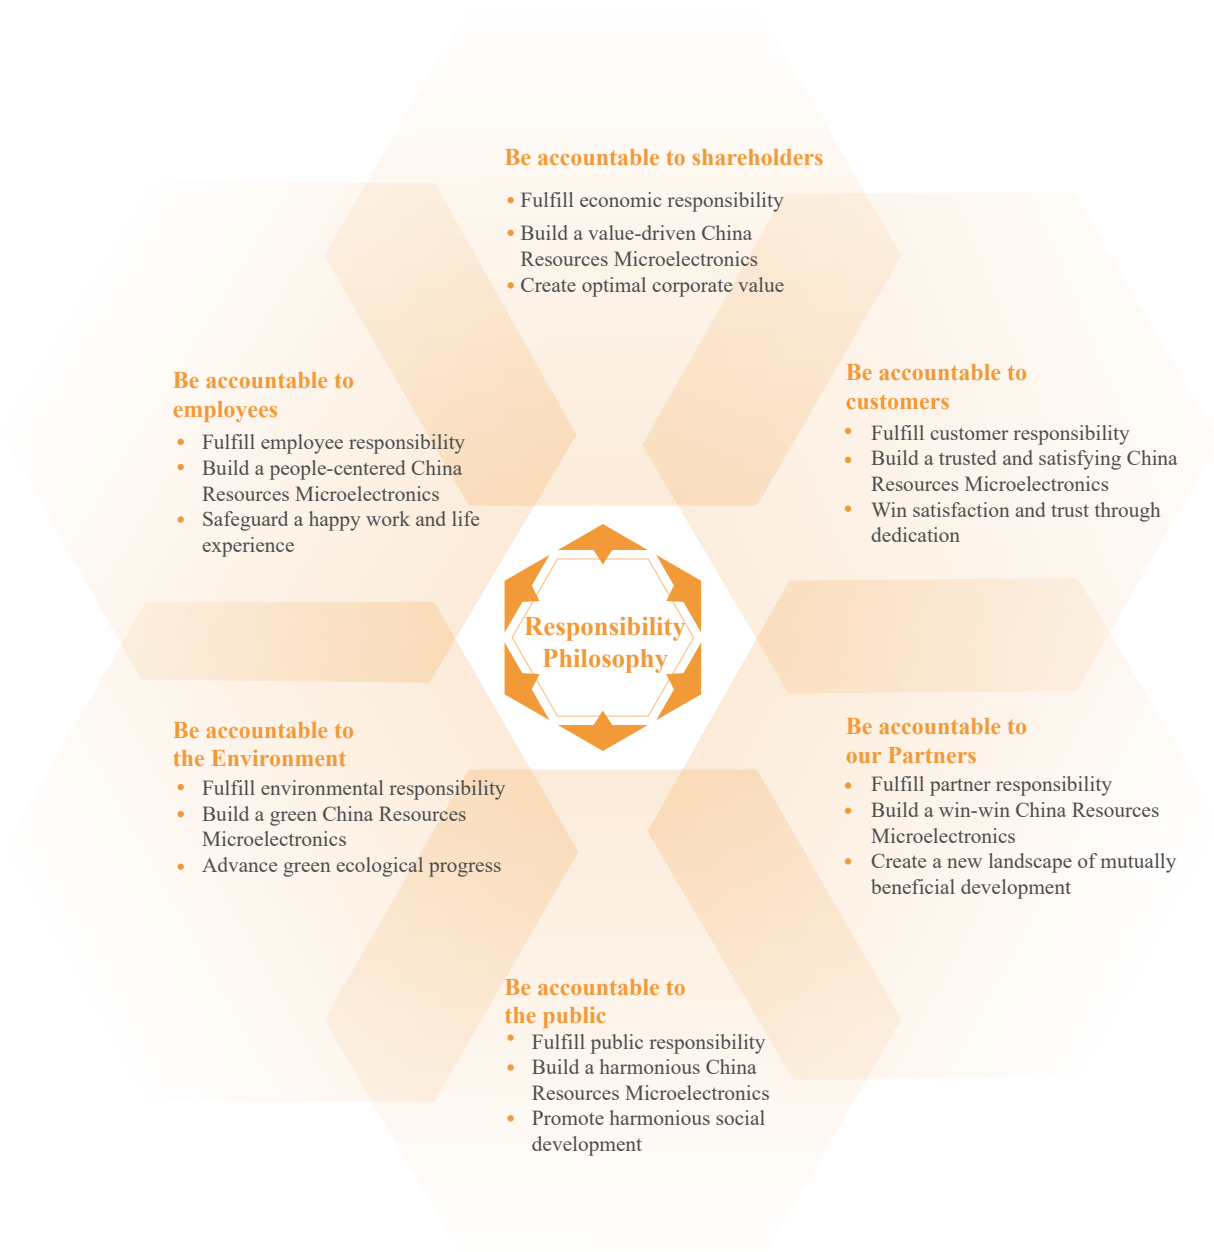 Be accountable to shareholders
• Fulfill economic responsibility
• Build a value-driven China
Resources Microelectronics
• Create optimal corporate value
Be accountable to
employees
• Fulfill employee responsibility
• Build a people-centered China
Resources Microelectronics
• Safeguard a happy work and life
experience
Be accountable to
customers
• Fulfill customer responsibility
• Build a trusted and satisfying China
Resources Microelectronics
• Win satisfaction and trust through
dedication
Responsibility
Philosophy
Be accountable to
the Environment
• Fulfill environmental responsibility
• Build a green China Resources
Microelectronics
• Advance green ecological progress
Be accountable to
our Partners
• Fulfill partner responsibility
• Build a win-win China Resources
Microelectronics
• Create a new landscape of mutually
beneficial development
Be accountable to
the public
• Fulfill public responsibility
• Build a harmonious China
Resources Microelectronics
• Promote harmonious social
development